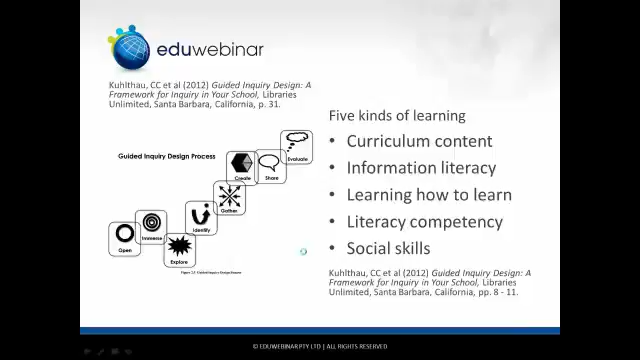 eduwebinar
Kuhlthau, CC et al (2012) Guided Inquiry Design: A
Framework for Inquiry in Your School, Libraries
Unlimited, Santa Barbara, California, p. 31.
Guided Inquiry Design Process
Evaluate
Create
Share
Gather
Identify
Immerse
Open
Explore
Five kinds of learning
• Curriculum content
• Information literacy
• Learning how to learn
• Literacy competency
• Social skills
Kuhlthau, CC et al (2012) Guided Inquiry Design: A
Framework for Inquiry in Your School, Libraries
Unlimited, Santa Barbara, California, pp. 8 - 11.
© EDUWEBINAR PTY LTD | ALL RIGHTS RESERVED